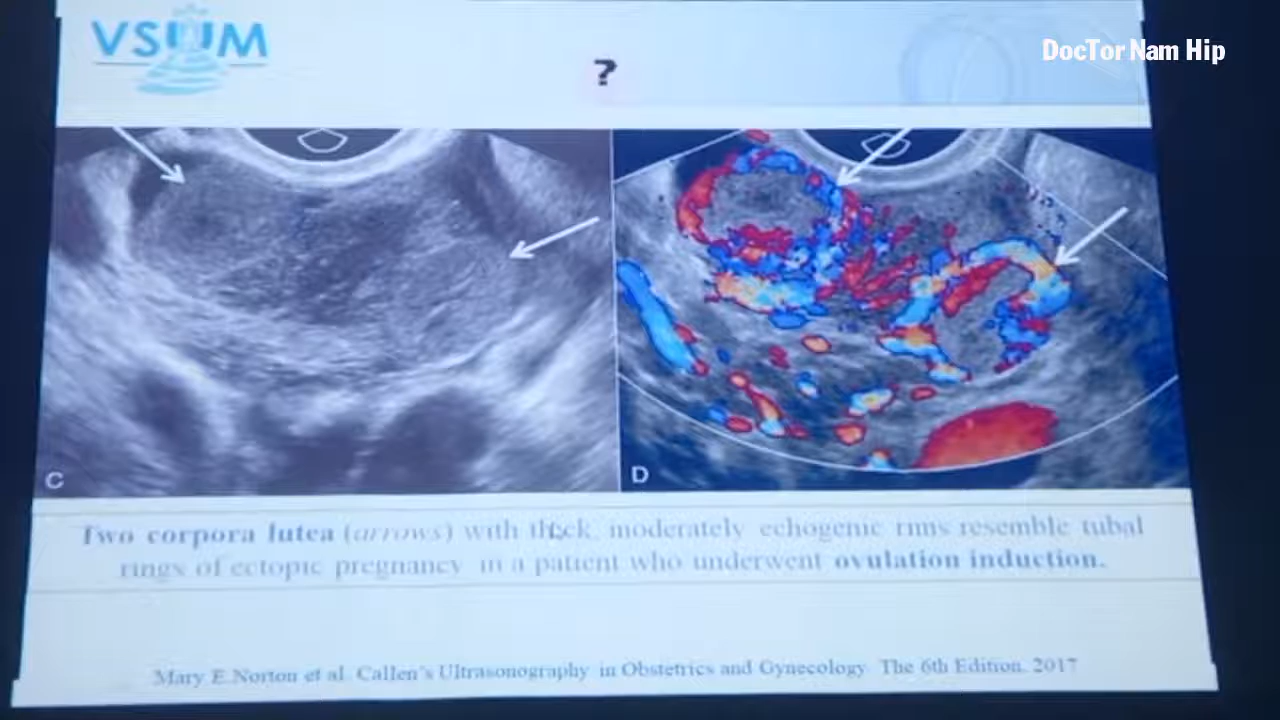 VSUM
DocTor Nam Hip
?
C
D
Two corpora lutea (arrows) with thick, moderately echogenic rims resemble tubal
rings of ectopic pregnancy in a patient who underwent ovulation induction.
Mary E Norton et al. Callen's Ultrasonography in Obstetrics and Gynecology. The 6th Edition. 2017